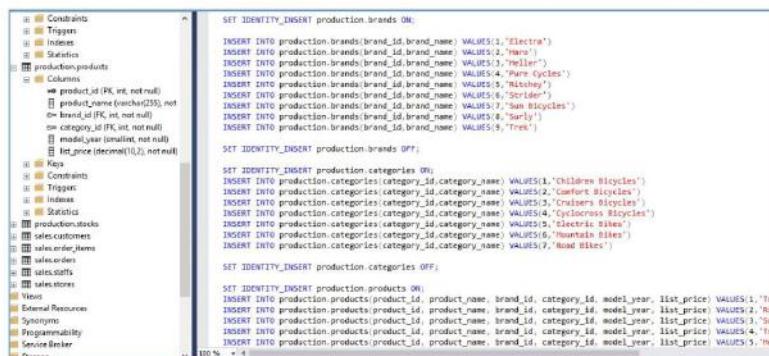 Constraints
Triggers
Indexes
Statistics
production.products
Columns
product_id (PK, int, not null)
product_name (varchar(255), not
brand_id (FK, int, not null)
category_id (FK, int, not null)
model_year (smallint, not null)
list_price (decimal(10,2), not null)
Keys
Constraints
Triggers
Indexes
Statistics
production.stocks
sales.customers
sales.order_items
sales.orders
sales.staffs
sales.stores
Views
External Resources
Synonyms
Programmability
Service Broker
SET IDENTITY_INSERT production.brands ON;
INSERT INTO production.brands(brand_id,brand_name) VALUES(1,'Electra')
INSERT INTO production.brands(brand_id,brand_name) VALUES(2,'Haro')
INSERT INTO production.brands(brand_id,brand_name) VALUES(3,'Heller')
INSERT INTO production.brands(brand_id,brand_name) VALUES(4,'Pure Cycles')
INSERT INTO production.brands(brand_id,brand_name) VALUES(5,'Ritchey')
INSERT INTO production.brands(brand_id,brand_name) VALUES(6,'Strider')
INSERT INTO production.brands(brand_id,brand_name) VALUES(7,'Sun Bicycles')
INSERT INTO production.brands(brand_id,brand_name) VALUES(8,'Surly')
INSERT INTO production.brands(brand_id,brand_name) VALUES(9,'Trek')
SET IDENTITY_INSERT production.brands OFF;
SET IDENTITY_INSERT production.categories ON;
INSERT INTO production.categories(category_id,category_name) VALUES(1,'Children Bicycles')
INSERT INTO production.categories(category_id,category_name) VALUES(2,'Comfort Bicycles')
INSERT INTO production.categories(category_id,category_name) VALUES(3,'Cruisers Bicycles')
INSERT INTO production.categories(category_id,category_name) VALUES(4,'Cyclocross Bicycles')
INSERT INTO production.categories(category_id,category_name) VALUES(5,'Electric Bikes')
INSERT INTO production.categories(category_id,category_name) VALUES(6,'Mountain Bikes')
INSERT INTO production.categories(category_id,category_name) VALUES(7,'Road Bikes')
SET IDENTITY_INSERT production.categories OFF;
SET IDENTITY_INSERT production.products ON;
INSERT INTO production.products(product_id, product_name, brand_id, category_id, model_year, list_price) VALUES(1,'T
INSERT INTO production.products(product_id, product_name, brand_id, category_id, model_year, list_price) VALUES(2,'R
INSERT INTO production.products(product_id, product_name, brand_id, category_id, model_year, list_price) VALUES(3,'S
INSERT INTO production.products(product_id, product_name, brand_id, category_id, model_year, list_price) VALUES(4,'T
INSERT INTO production.products(product_id, product_name, brand_id, category_id, model_year, list_price) VALUES(5,'H
100 %